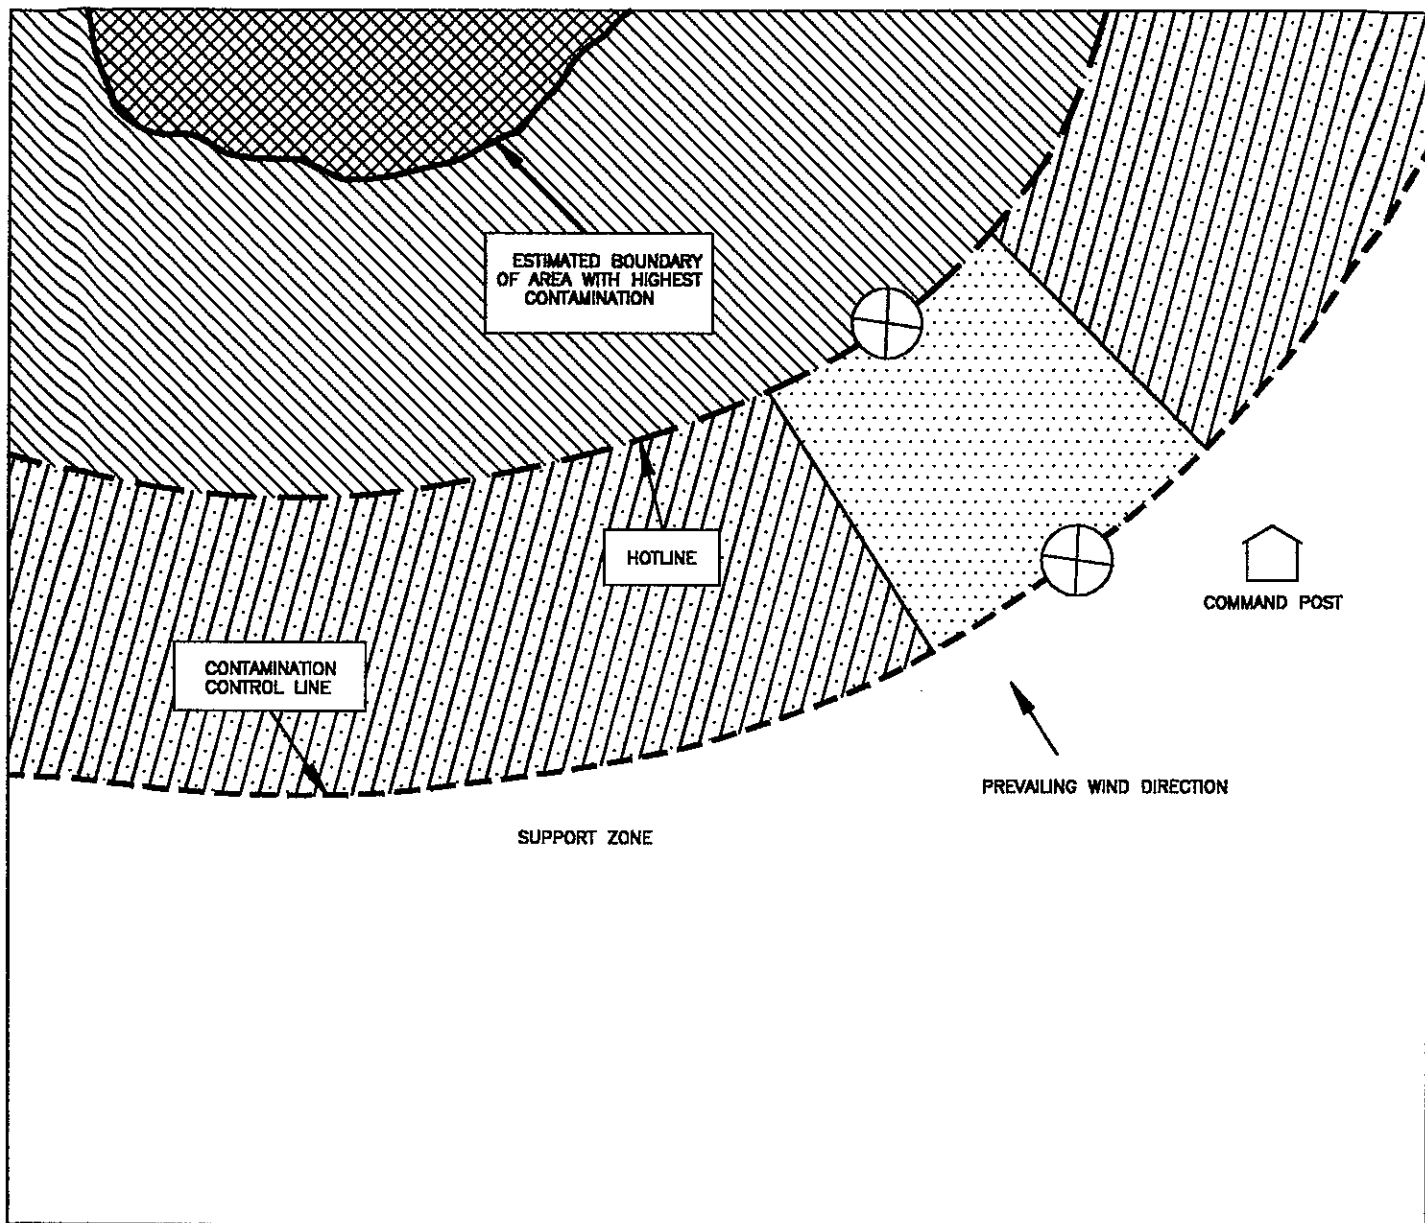 ESTIMATED BOUNDARY
OF AREA WITH HIGHEST
CONTAMINATION
HOTLINE
COMMAND POST
CONTAMINATION
CONTROL LINE
PREVAILING WIND DIRECTION
SUPPORT ZONE